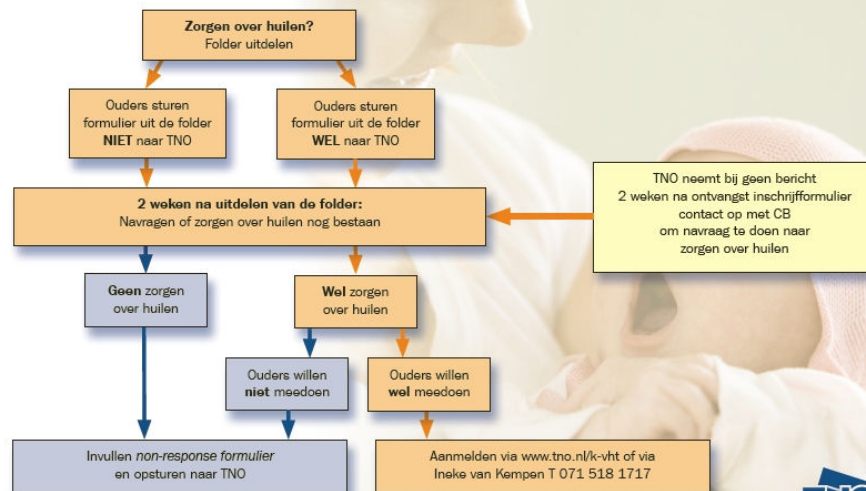 Zorgen over huilen?
Folder uitdelen
Ouders sturen
formulier uit de folder
NIET naar TNO
Ouders sturen
formulier uit de folder
WEL naar TNO
2 weken na uitdelen van de folder:
Navragen of zorgen over huilen nog bestaan
TNO neemt bij geen bericht
2 weken na ontvangst inschrijfformulier
contact op met CB
om navraag te doen naar
zorgen over huilen
Geen zorgen
over huilen
Wel zorgen
over huilen
Ouders willen
niet meedoen
Ouders willen
wel meedoen
Invullen non-response formulier
en opsturen naar TNO
Aanmelden via www.tno.nl/k-vht of via
Ineke van Kempen T 071 518 1717